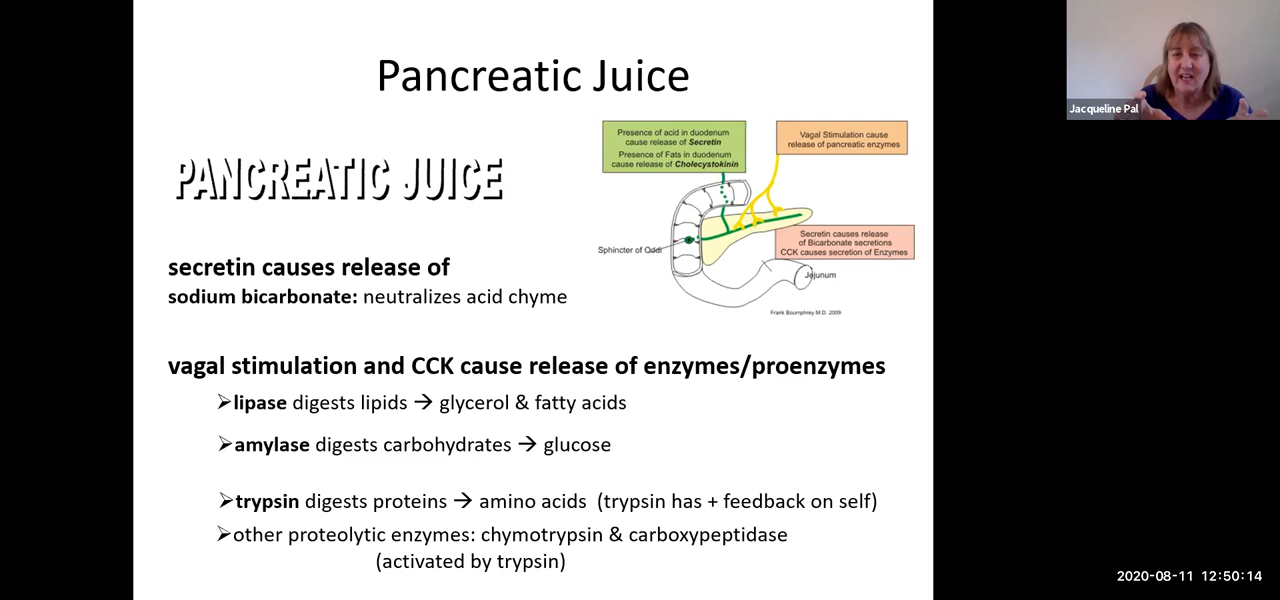 Pancreatic Juice
PANCREATIC JUICE
secretin causes release of
sodium bicarbonate: neutralizes acid chyme
Presence of acid in duodenum
cause release of Secretin
Presence of Fats in duodenum
cause release of Cholecystokinin
Vagal Stimulation cause
release of pancreatic enzymes
Secretin causes release
of Bicarbonate secretions
CCK causes secretion of Enzymes
Sphincter of Oddi
Jejunum
Frank Boumphrey M.D. 2009
vagal stimulation and CCK cause release of enzymes/proenzymes
➢lipase digests lipids → glycerol & fatty acids
➢amylase digests carbohydrates → glucose
➢trypsin digests proteins → amino acids (trypsin has + feedback on self)
➢other proteolytic enzymes: chymotrypsin & carboxypeptidase
(activated by trypsin)
Jacqueline Pal
2020-08-11 12:50:14